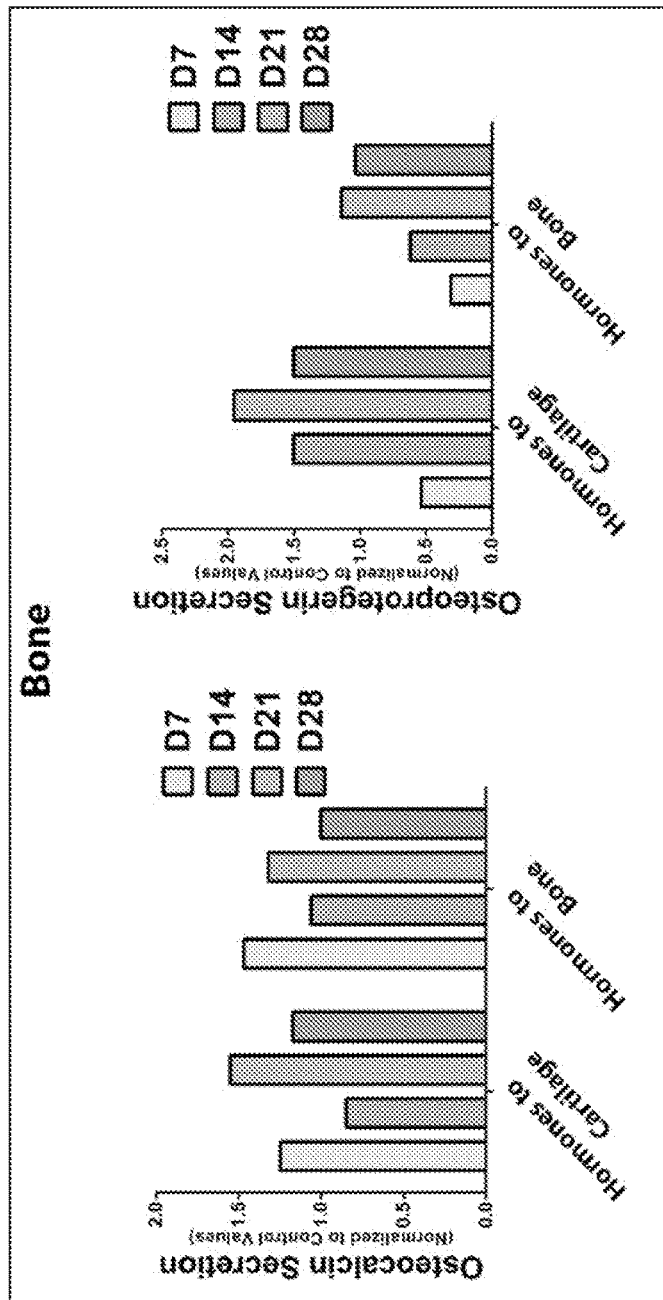 Bone
Osteocalcin Secretion
(Normalized to Control Values)
2.0
1.5
1.0
0.5
0.0
Hormones to
Cartilage
Hormones to
Bone
D7
D14
D21
D28
Osteoprotegerin Secretion
(Normalized to Control Values)
2.5
2.0
1.5
1.0
0.5
0.0
Hormones to
Cartilage
Hormones to
Bone
D7
D14
D21
D28